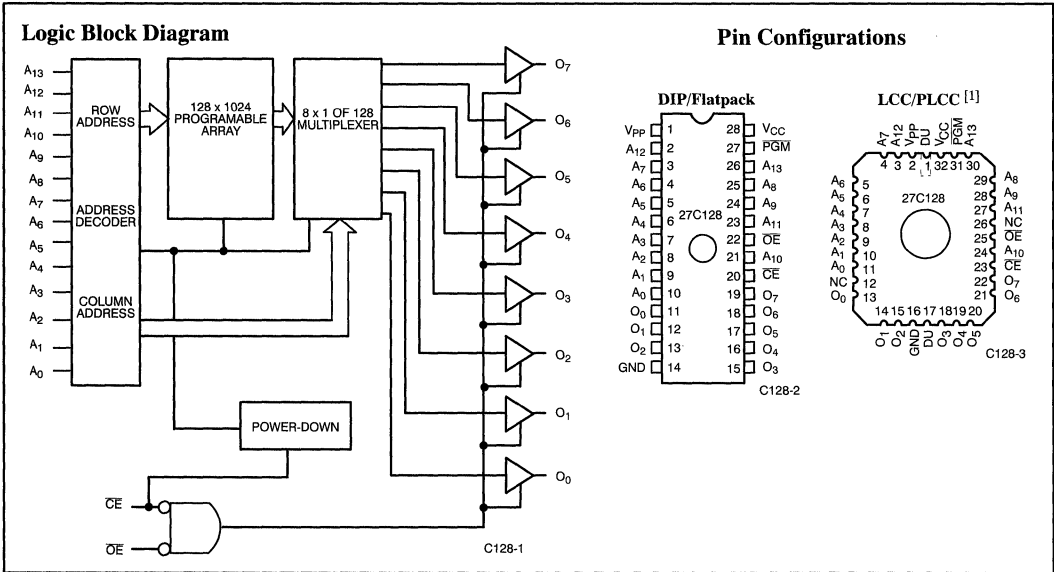 Logic Block Diagram
A13
A12
A11
A10
A9
A8
A7
A6
A5
A4
A3
A2
A1
A0
ROW
ADDRESS
ADDRESS
DECODER
COLUMN
ADDRESS
128 x 1024
PROGRAMABLE
ARRAY
8 x 1 OF 128
MULTIPLEXER
POWER-DOWN
O7
O6
O5
O4
O3
O2
O1
O0
CE
OE
C128-1
Pin Configurations
DIP/Flatpack
VPP 1 28 VCC
A12 2 27 PGM
A7 3 26 A13
A6 4 25 A8
A5 5 24 A9
A4 6 27C128 23 A11
A3 7 22 OE
A2 8 21 A10
A1 9 20 CE
A0 10 19 O7
O0 11 18 O6
O1 12 17 O5
O2 13 16 O4
GND 14 15 O3
C128-2
LCC/PLCC [1]
A7 A12 VPP DU VCC PGM A13
4 3 2 1 32 31 30
A6 5 29 A8
A5 6 27C128 28 A9
A4 7 27 A11
A3 8 26 NC
A2 9 25 OE
A1 10 24 A10
A0 11 23 CE
NC 12 22 O7
O0 13 21 O6
14 15 16 17 18 19 20
O1 O2 GND DU O3 O4 O5
C128-3